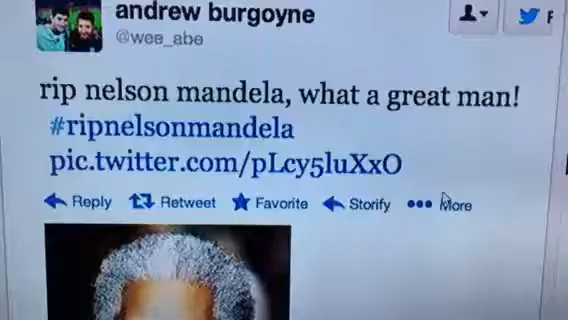 andrew burgoyne
@wee_abe
F
rip nelson mandela, what a great man!
#ripnelsonmandela
pic.twitter.com/pLcy5luXxO
Reply Retweet Favorite Storify More